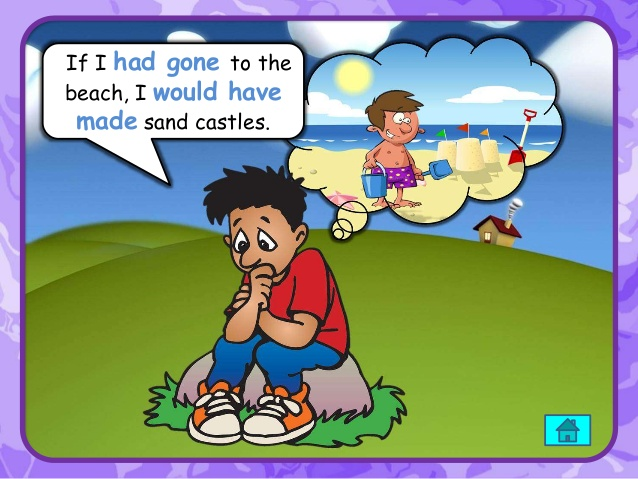 If I had gone to the
beach, I would have
made sand castles.